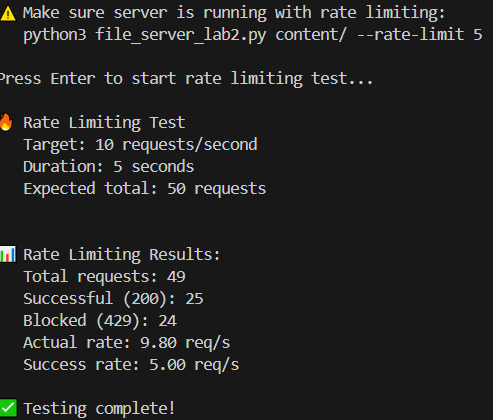 ⚠️ Make sure server is running with rate limiting:
python3 file_server_lab2.py content/ --rate-limit 5
Press Enter to start rate limiting test...
🔥 Rate Limiting Test
Target: 10 requests/second
Duration: 5 seconds
Expected total: 50 requests
📊 Rate Limiting Results:
Total requests: 49
Successful (200): 25
Blocked (429): 24
Actual rate: 9.80 req/s
Success rate: 5.00 req/s
✅ Testing complete!